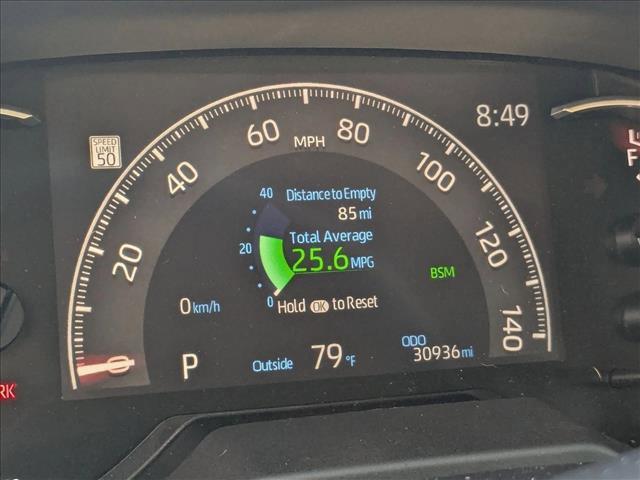 8:49
SPEED
LIMIT
50
0
20
40
60
80
100
120
140
MPH
40
20
0
Distance to Empty
85 mi
Total Average
25.6 MPG
Hold OK to Reset
BSM
0 km/h
P
Outside 79 °F
ODO
30936 mi
RK
F